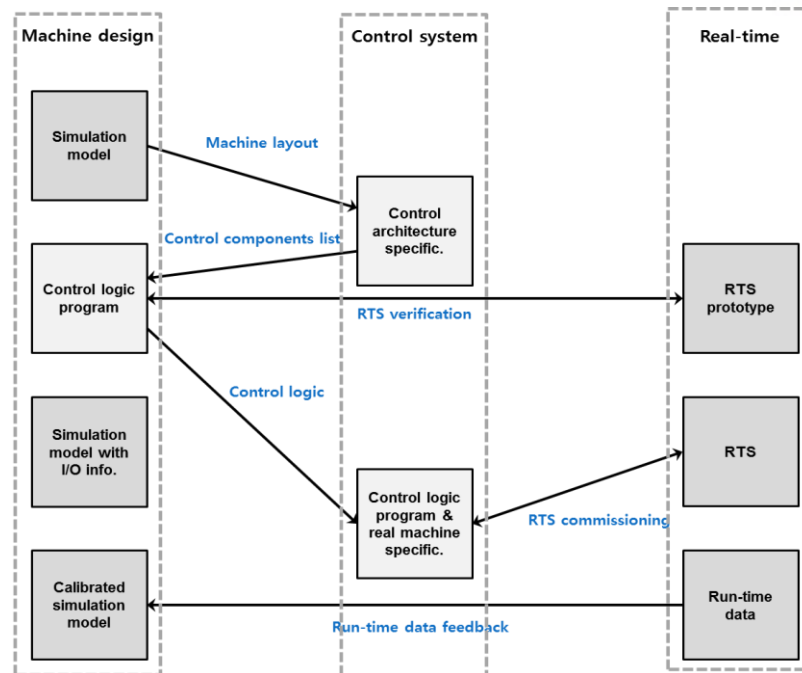 Machine design
Control system
Real-time
Simulation
model
Machine layout
Control
architecture
specific.
Control components list
Control logic
program
RTS
prototype
RTS verification
Control logic
Simulation
model with
I/O info.
RTS
Control logic
program &
real machine
specific.
RTS commissioning
Calibrated
simulation
model
Run-time
data
Run-time data feedback